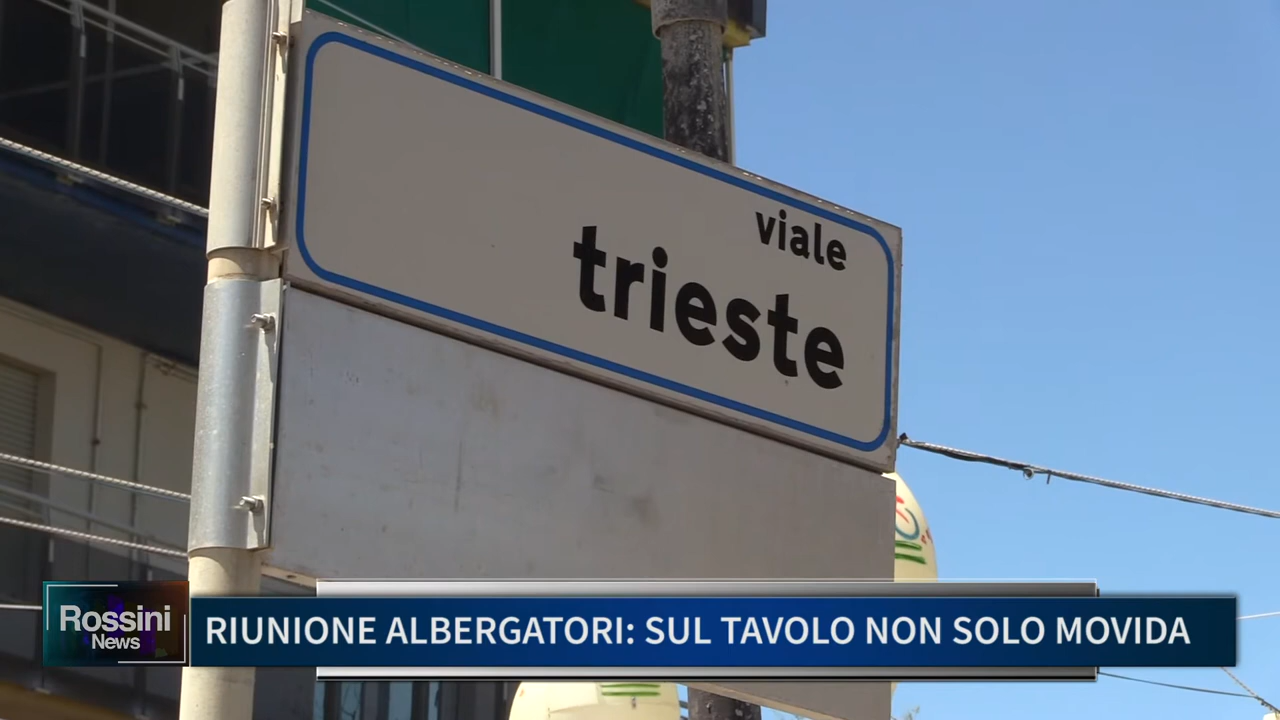 viale
trieste
Rossini
News
RIUNIONE ALBERGATORI: SUL TAVOLO NON SOLO MOVIDA